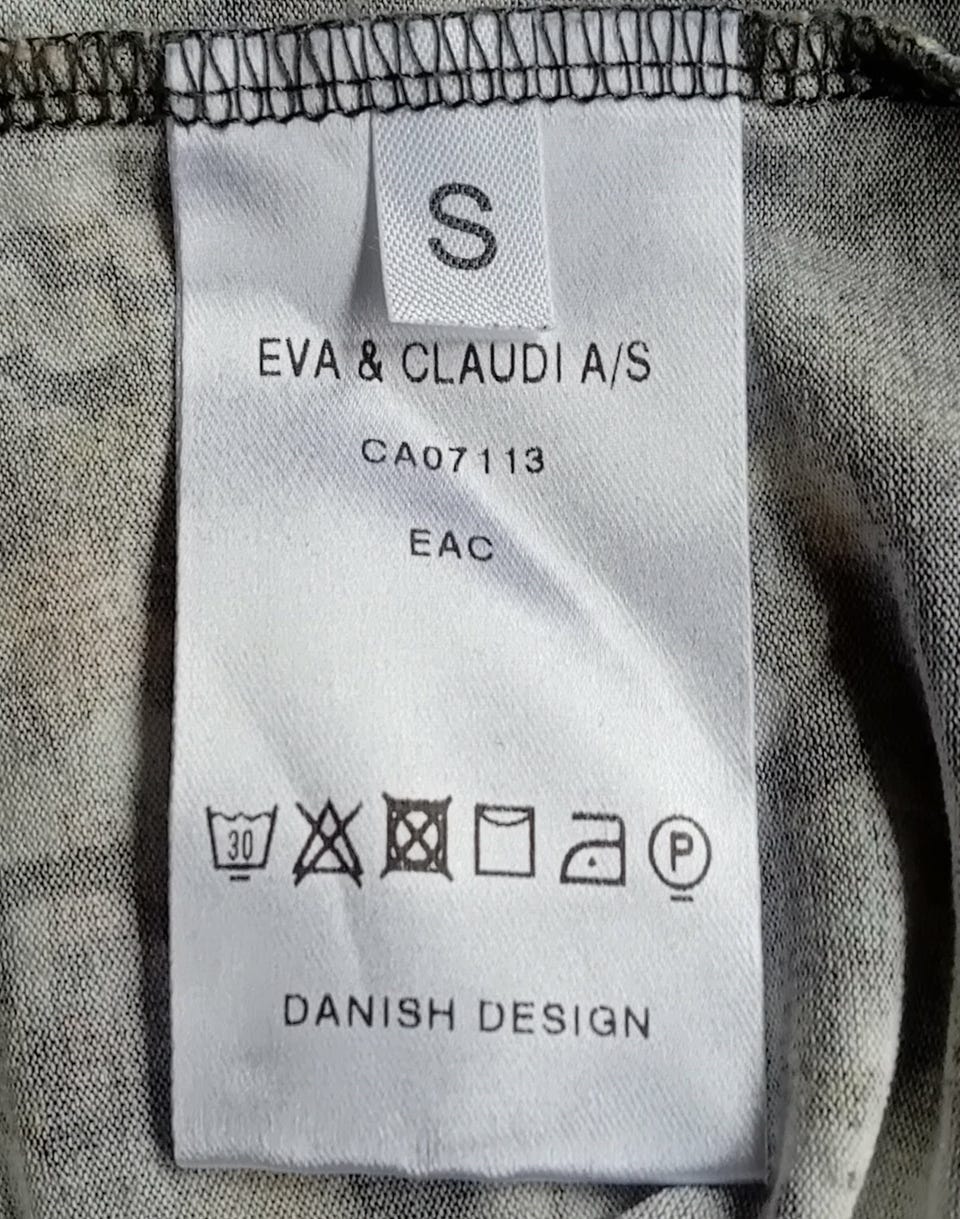 S
EVA & CLAUDI A/S
CA07113
EAC
30 P
DANISH DESIGN